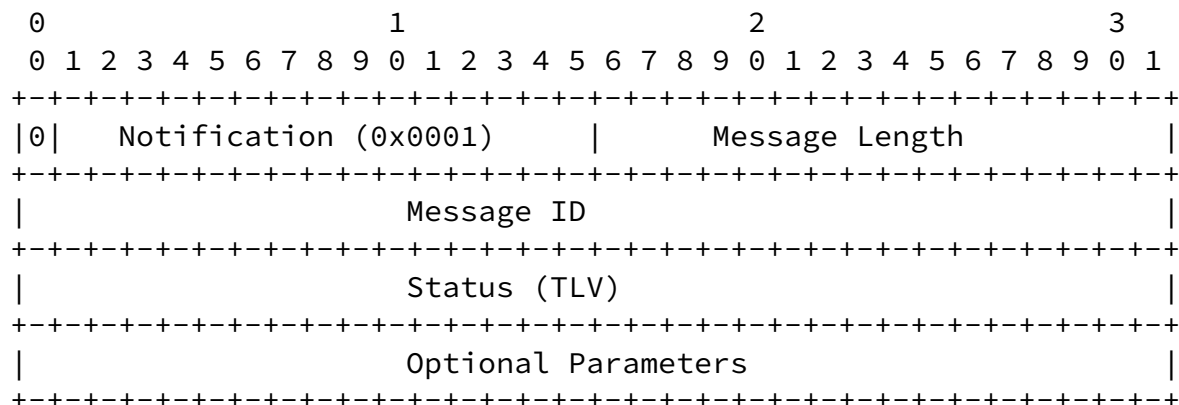 0                   1                   2                   3
 0 1 2 3 4 5 6 7 8 9 0 1 2 3 4 5 6 7 8 9 0 1 2 3 4 5 6 7 8 9 0 1
+-+-+-+-+-+-+-+-+-+-+-+-+-+-+-+-+-+-+-+-+-+-+-+-+-+-+-+-+-+-+-+-+
|0|   Notification (0x0001)     |      Message Length           |
+-+-+-+-+-+-+-+-+-+-+-+-+-+-+-+-+-+-+-+-+-+-+-+-+-+-+-+-+-+-+-+-+
|                     Message ID                                |
+-+-+-+-+-+-+-+-+-+-+-+-+-+-+-+-+-+-+-+-+-+-+-+-+-+-+-+-+-+-+-+-+
|                     Status (TLV)                              |
+-+-+-+-+-+-+-+-+-+-+-+-+-+-+-+-+-+-+-+-+-+-+-+-+-+-+-+-+-+-+-+-+
|                     Optional Parameters                       |
+-+-+-+-+-+-+-+-+-+-+-+-+-+-+-+-+-+-+-+-+-+-+-+-+-+-+-+-+-+-+-+-+